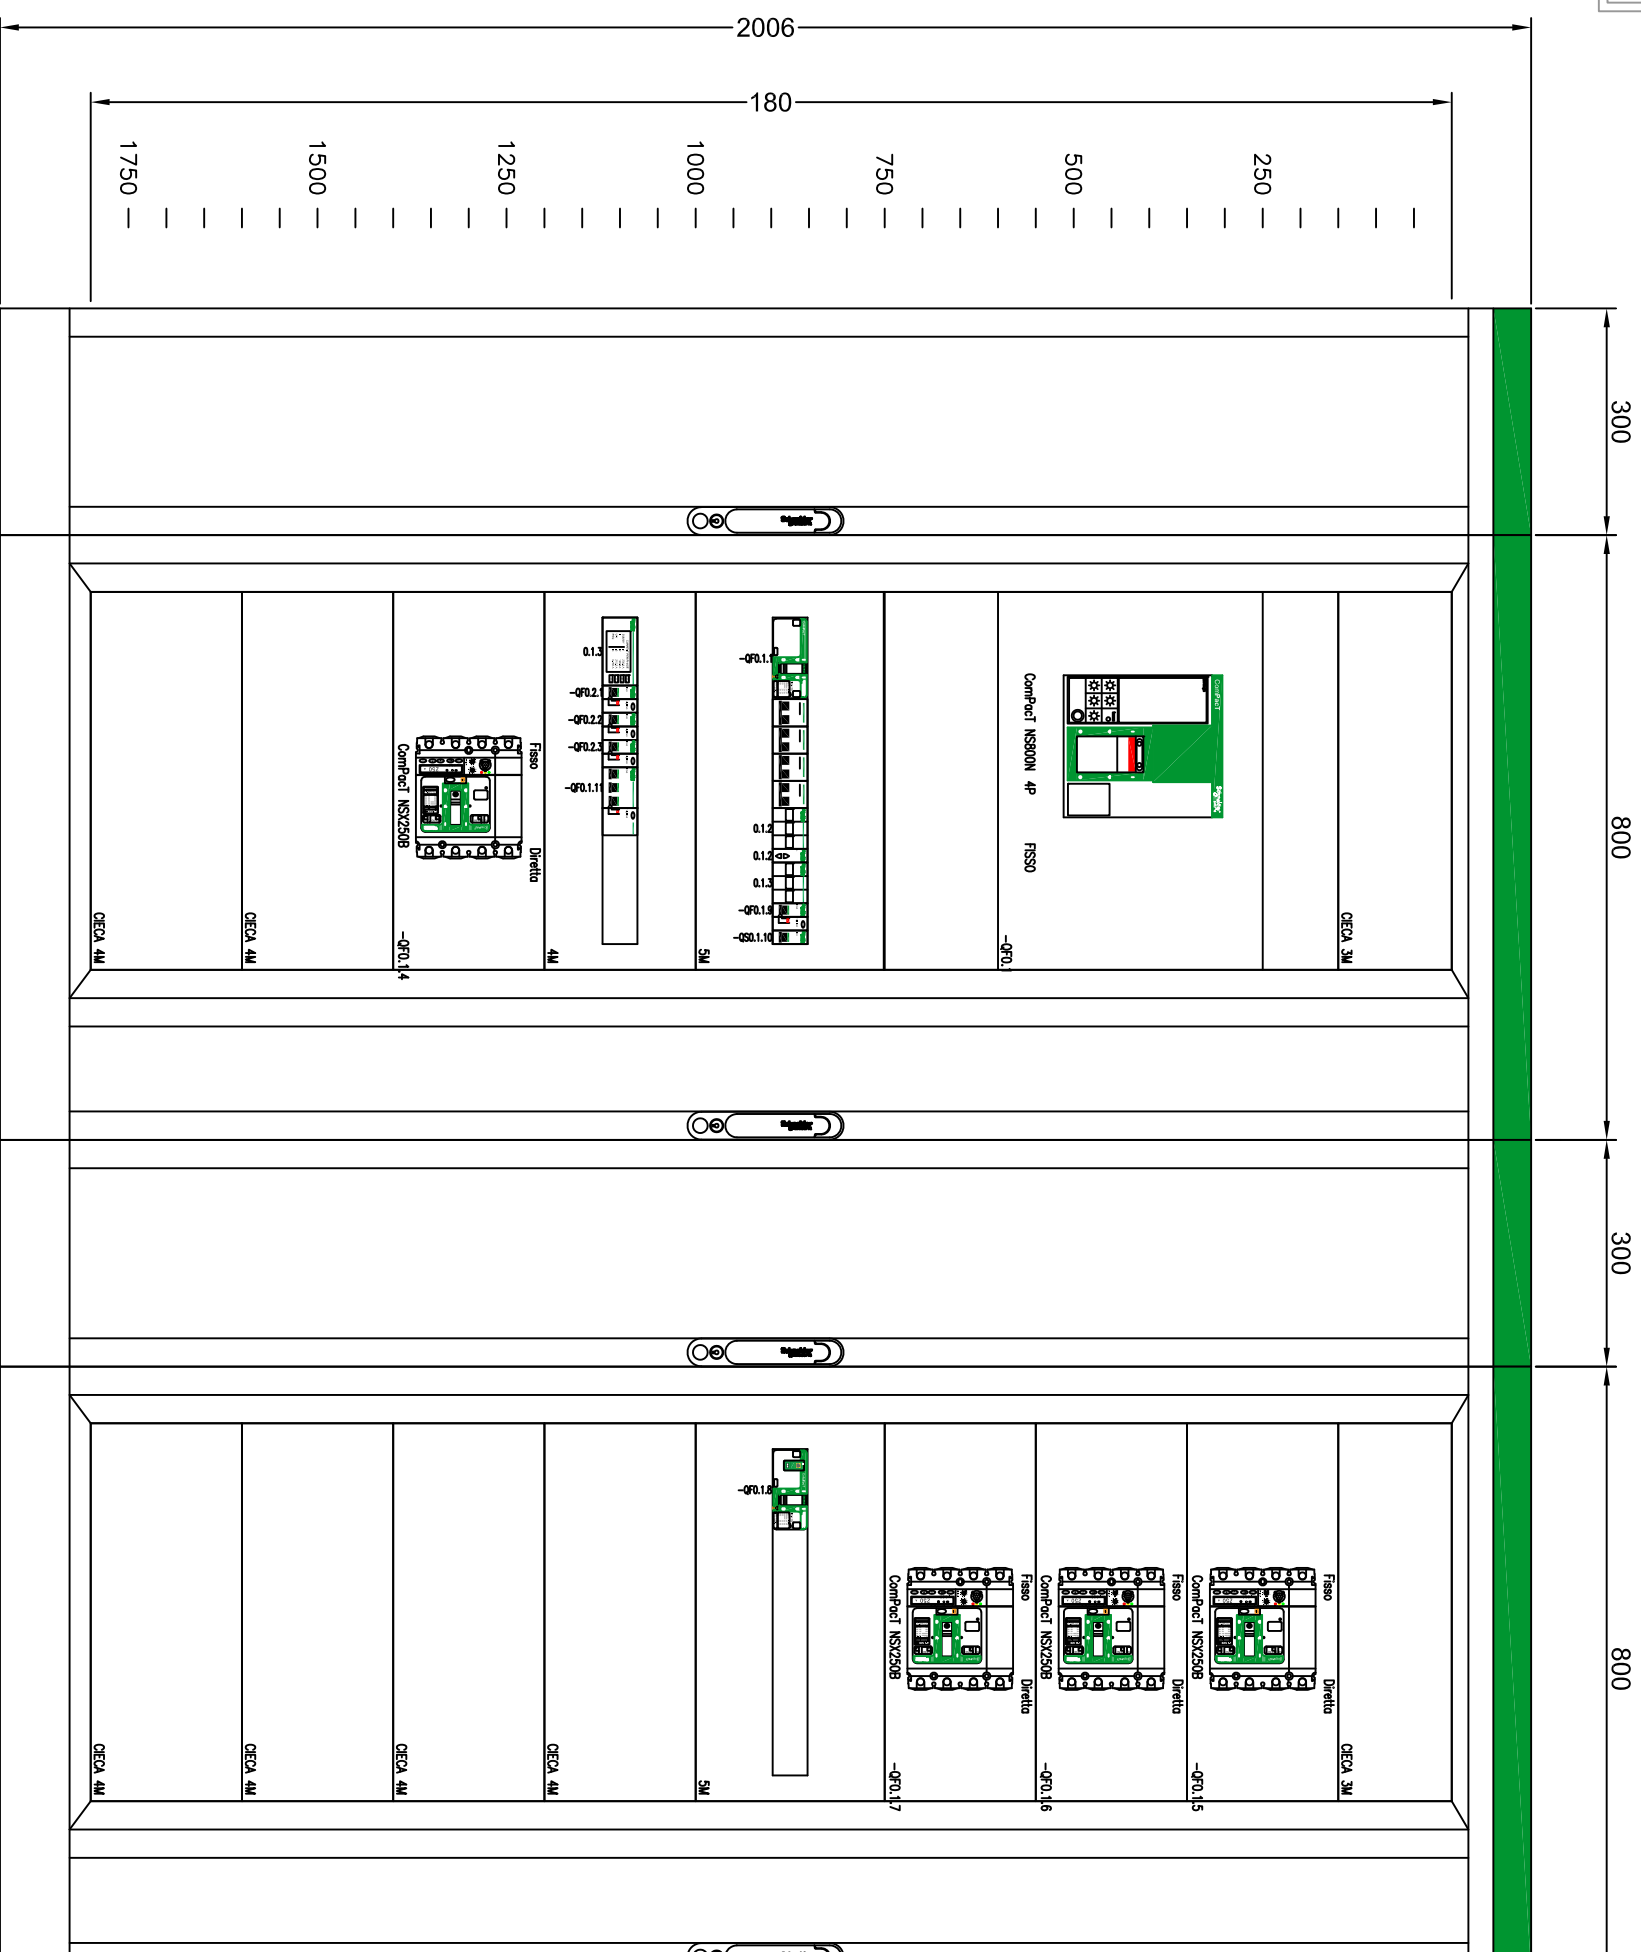 2006
180
1750
1500
1250
1000
750
500
250
300
800
300
800
ComPacT
Schneider
ComPacT NS800N 4P
FISSO
-QF0.1
CIECA 3M
-QF0.1.1
0.1.2
0.1.2
0.1.3
-QF0.1.9
-QS0.1.10
5M
0.1.3
-QF0.2.1
-QF0.2.2
-QF0.2.3
-QF0.1.11
4M
Fisso
Diretta
ComPacT NSX250B
-QF0.1.4
CIECA 4M
CIECA 4M
CIECA 3M
Fisso
Diretta
ComPacT NSX250B
-QF0.1.5
Fisso
Diretta
ComPacT NSX250B
-QF0.1.6
Fisso
Diretta
ComPacT NSX250B
-QF0.1.7
-QF0.1.8
5M
CIECA 4M
CIECA 4M
CIECA 4M
CIECA 4M